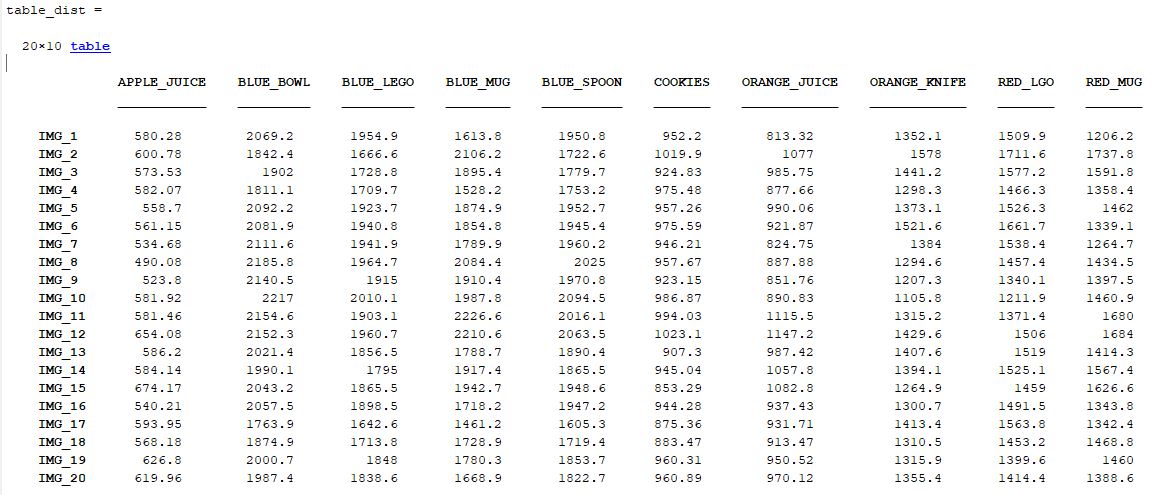 table_dist =
20×10 table
APPLE_JUICE BLUE_BOWL BLUE_LEGO BLUE_MUG BLUE_SPOON COOKIES ORANGE_JUICE ORANGE_KNIFE RED_LGO RED_MUG
IMG_1 580.28 2069.2 1954.9 1613.8 1950.8 952.2 813.32 1352.1 1509.9 1206.2
IMG_2 600.78 1842.4 1666.6 2106.2 1722.6 1019.9 1077 1578 1711.6 1737.8
IMG_3 573.53 1902 1728.8 1895.4 1779.7 924.83 985.75 1441.2 1577.2 1591.8
IMG_4 582.07 1811.1 1709.7 1528.2 1753.2 975.48 877.66 1298.3 1466.3 1358.4
IMG_5 558.7 2092.2 1923.7 1874.9 1952.7 957.26 990.06 1373.1 1526.3 1462
IMG_6 561.15 2081.9 1940.8 1854.8 1945.4 975.59 921.87 1521.6 1661.7 1339.1
IMG_7 534.68 2111.6 1941.9 1789.9 1960.2 946.21 824.75 1384 1538.4 1264.7
IMG_8 490.08 2185.8 1964.7 2084.4 2025 957.67 887.88 1294.6 1457.4 1434.5
IMG_9 523.8 2140.5 1915 1910.4 1970.8 923.15 851.76 1207.3 1340.1 1397.5
IMG_10 581.92 2217 2010.1 1987.8 2094.5 986.87 890.83 1105.8 1211.9 1460.9
IMG_11 581.46 2154.6 1903.1 2226.6 2016.1 994.03 1115.5 1315.2 1371.4 1680
IMG_12 654.08 2152.3 1960.7 2210.6 2063.5 1023.1 1147.2 1429.6 1506 1684
IMG_13 586.2 2021.4 1856.5 1788.7 1890.4 907.3 987.42 1407.6 1519 1414.3
IMG_14 584.14 1990.1 1795 1917.4 1865.5 945.04 1057.8 1394.1 1525.1 1567.4
IMG_15 674.17 2043.2 1865.5 1942.7 1948.6 853.29 1082.8 1264.9 1459 1626.6
IMG_16 540.21 2057.5 1898.5 1718.2 1947.2 944.28 937.43 1300.7 1491.5 1343.8
IMG_17 593.95 1763.9 1642.6 1461.2 1605.3 875.36 931.71 1413.4 1563.8 1342.4
IMG_18 568.18 1874.9 1713.8 1728.9 1719.4 883.47 913.47 1310.5 1453.2 1468.8
IMG_19 626.8 2000.7 1848 1780.3 1853.7 960.31 950.52 1315.9 1399.6 1460
IMG_20 619.96 1987.4 1838.6 1668.9 1822.7 960.89 970.12 1355.4 1414.4 1388.6